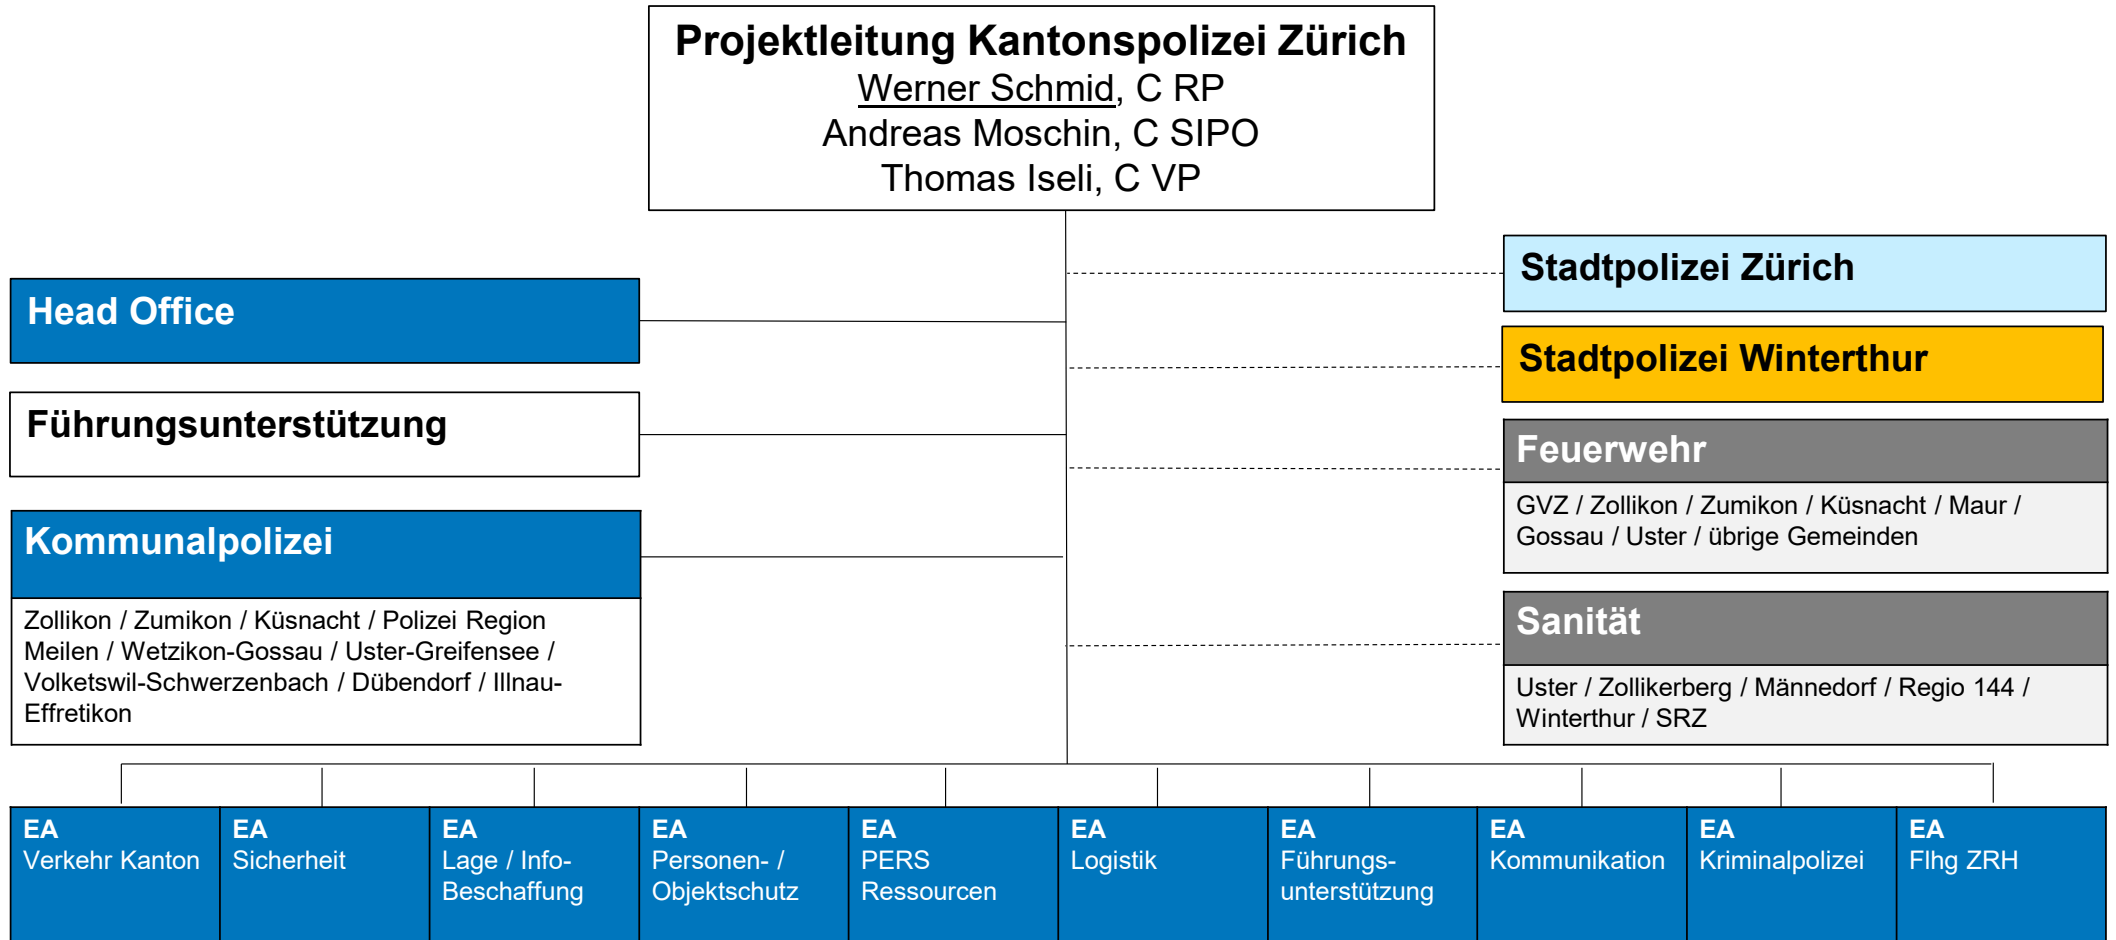 Projektleitung Kantonspolizei Zürich
Werner Schmid, C RP
Andreas Moschin, C SIPO
Thomas Iseli, C VP
Head Office
Führungsunterstützung
Kommunalpolizei
Zollikon / Zumikon / Küsnacht / Polizei Region
Meilen / Wetzikon-Gossau / Uster-Greifensee /
Volketswil-Schwerzenbach / Dübendorf / Illnau-
Effretikon
Stadtpolizei Zürich
Stadtpolizei Winterthur
Feuerwehr
GVZ / Zollikon / Zumikon / Küsnacht / Maur /
Gossau / Uster / übrige Gemeinden
Sanität
Uster / Zollikerberg / Männedorf / Regio 144 /
Winterthur / SRZ
EA
Verkehr Kanton
EA
Sicherheit
EA
Lage / Info-
Beschaffung
EA
Personen- /
Objektschutz
EA
PERS
Ressourcen
EA
Logistik
EA
Führungs-
unterstützung
EA
Kommunikation
EA
Kriminalpolizei
EA
Flhg ZRH